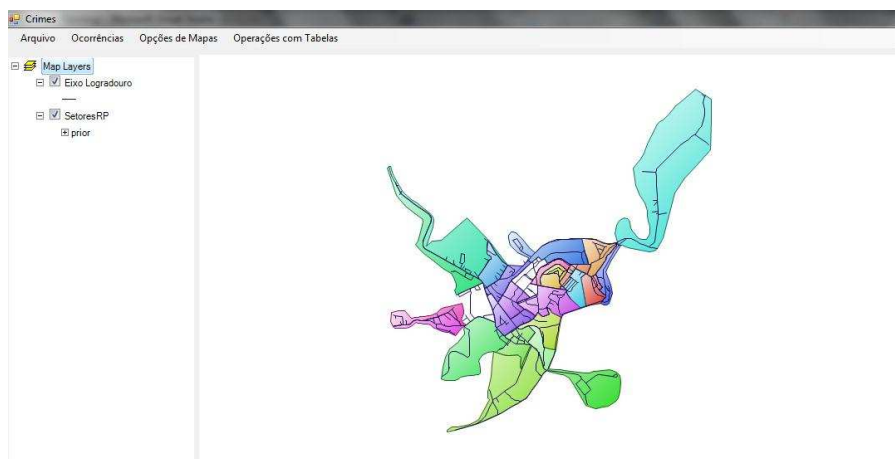 Crimes
Arquivo Ocorrências Opções de Mapas Operações com Tabelas
Map Layers
Eixo Logradouro
SetoresRP
prior